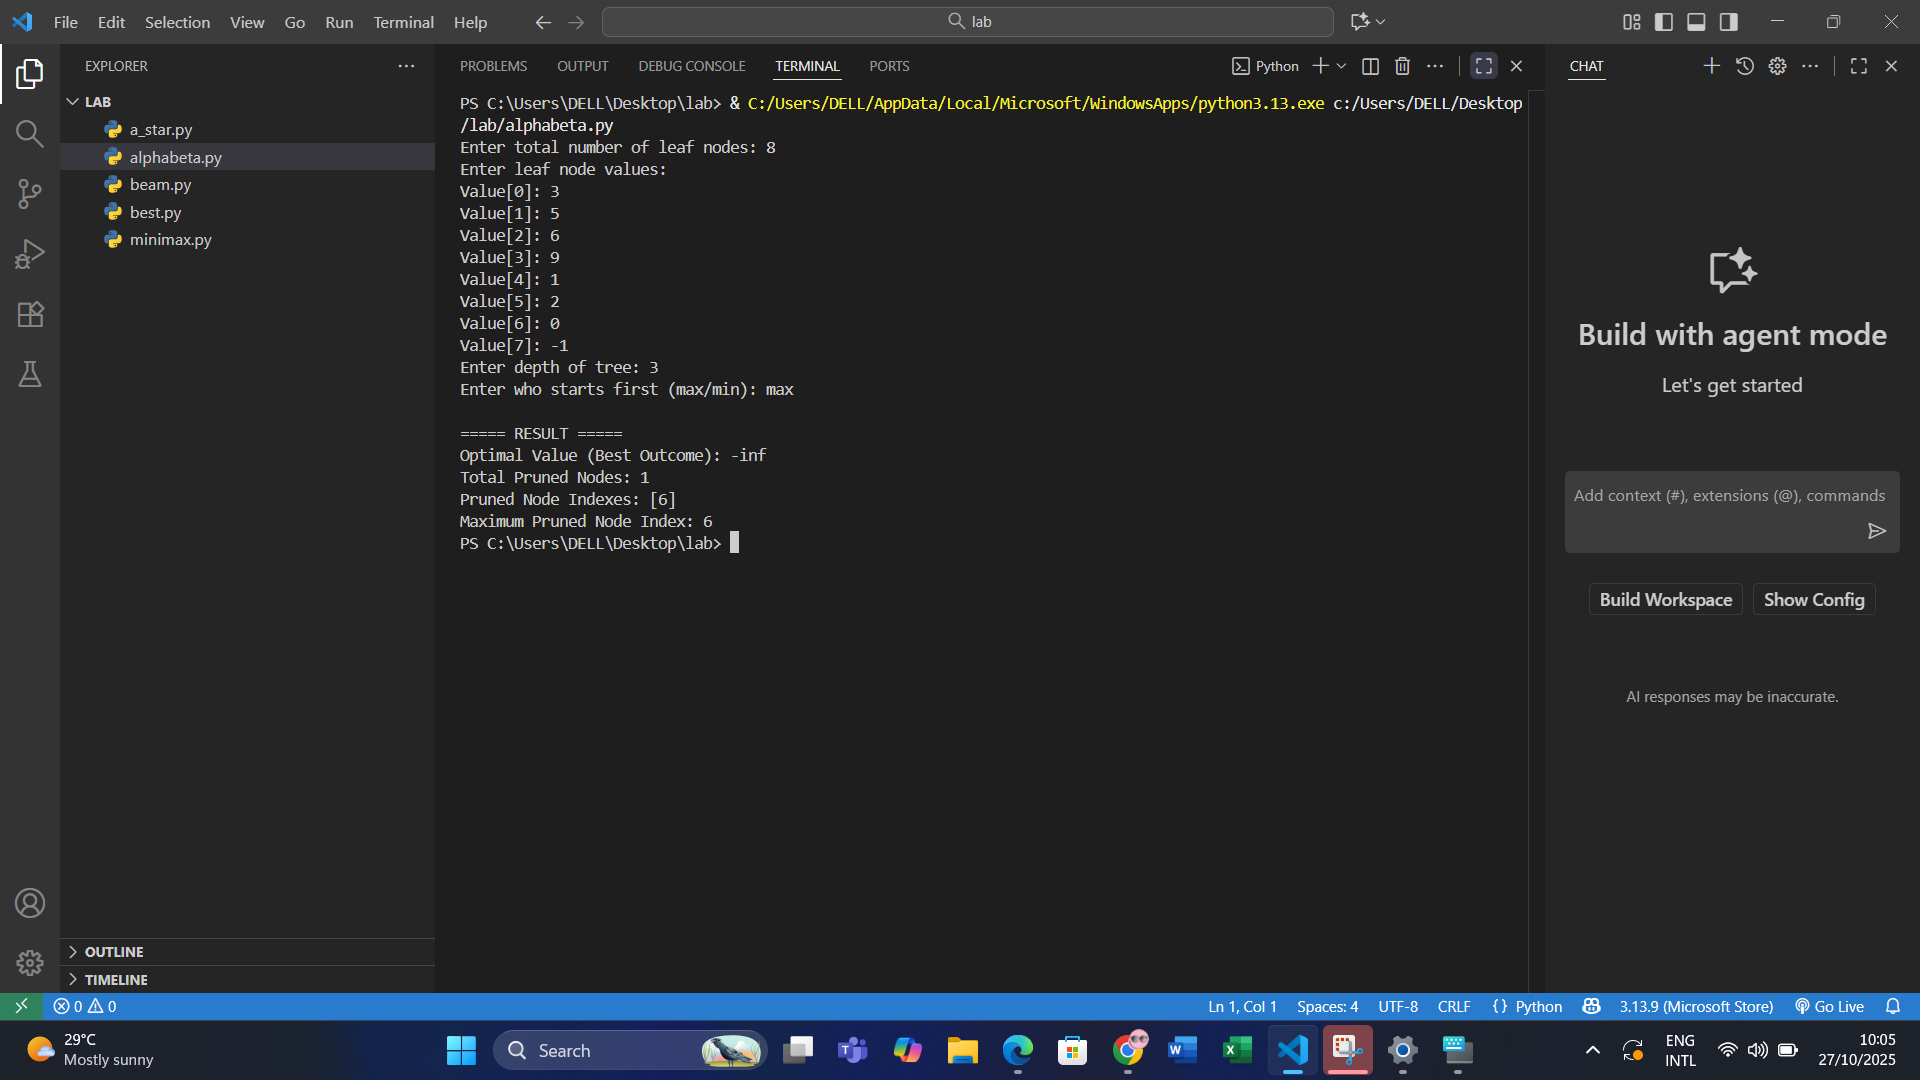 File Edit Selection View Go Run Terminal Help
lab
EXPLORER
LAB
a_star.py
alphabeta.py
beam.py
best.py
minimax.py
OUTLINE
TIMELINE
PROBLEMS OUTPUT DEBUG CONSOLE TERMINAL PORTS
Python
PS C:\Users\DELL\Desktop\lab> & C:/Users/DELL/AppData/Local/Microsoft/WindowsApps/python3.13.exe c:/Users/DELL/Desktop
/lab/alphabeta.py
Enter total number of leaf nodes: 8
Enter leaf node values:
Value[0]: 3
Value[1]: 5
Value[2]: 6
Value[3]: 9
Value[4]: 1
Value[5]: 2
Value[6]: 0
Value[7]: -1
Enter depth of tree: 3
Enter who starts first (max/min): max
===== RESULT =====
Optimal Value (Best Outcome): -inf
Total Pruned Nodes: 1
Pruned Node Indexes: [6]
Maximum Pruned Node Index: 6
PS C:\Users\DELL\Desktop\lab>
CHAT
Build with agent mode
Let's get started
Add context (#), extensions (@), commands
Build Workspace Show Config
AI responses may be inaccurate.
0 0
Ln 1, Col 1 Spaces: 4 UTF-8 CRLF {} Python 3.13.9 (Microsoft Store) Go Live
29°C
Mostly sunny
Search
ENG
INTL
10:05
27/10/2025